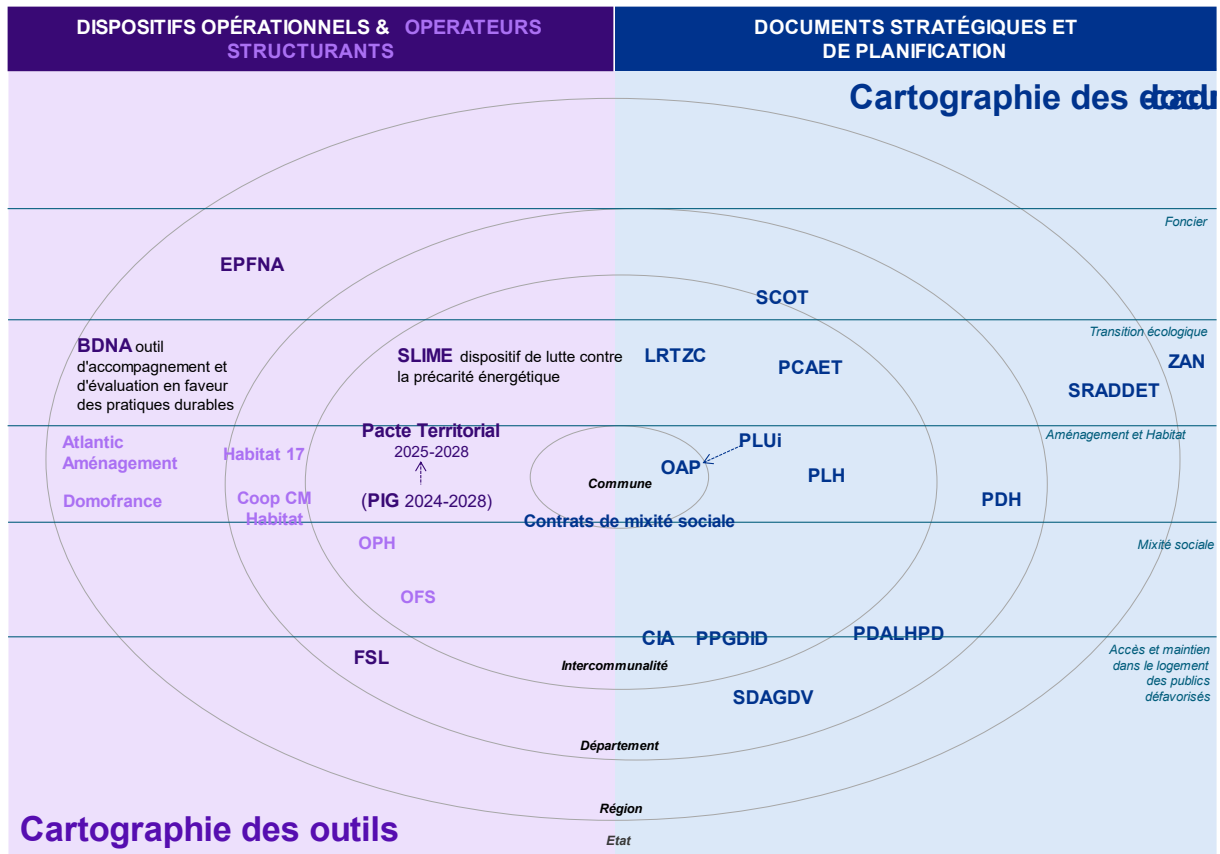 DISPOSITIFS OPÉRATIONNELS & OPERATEURS
STRUCTURANTS
DOCUMENTS STRATÉGIQUES ET
DE PLANIFICATION
Cartographie des
Foncier
EPFNA
SCOT
Transition écologique
BDNA outil
d'accompagnement et
d'évaluation en faveur
des pratiques durables
SLIME dispositif de lutte contre
la précarité énergétique
LRTZC
PCAET
ZAN
SRADDET
Aménagement et Habitat
Atlantic
Aménagement
Habitat 17
Pacte Territorial
2025-2028
PLUi
OAP
PLH
Commune
Domofrance
Coop CM
Habitat
(PIG 2024-2028)
PDH
Contrats de mixité sociale
Mixité sociale
OPH
OFS
CIA
PPGDID
PDALHPD
FSL
Intercommunalité
Accès et maintien
dans le logement
des publics
défavorisés
SDAGDV
Département
Région
Cartographie des outils
Etat